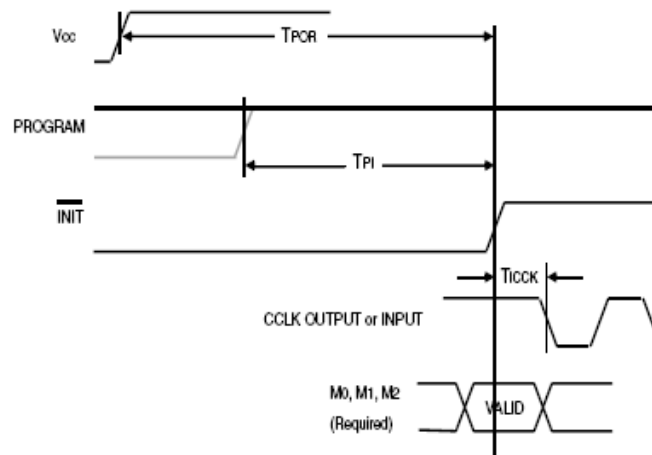 Vcc
TPOR
PROGRAM
TPI
INIT
TICCK
CCLK OUTPUT or INPUT
M0, M1, M2
(Required)
VALID